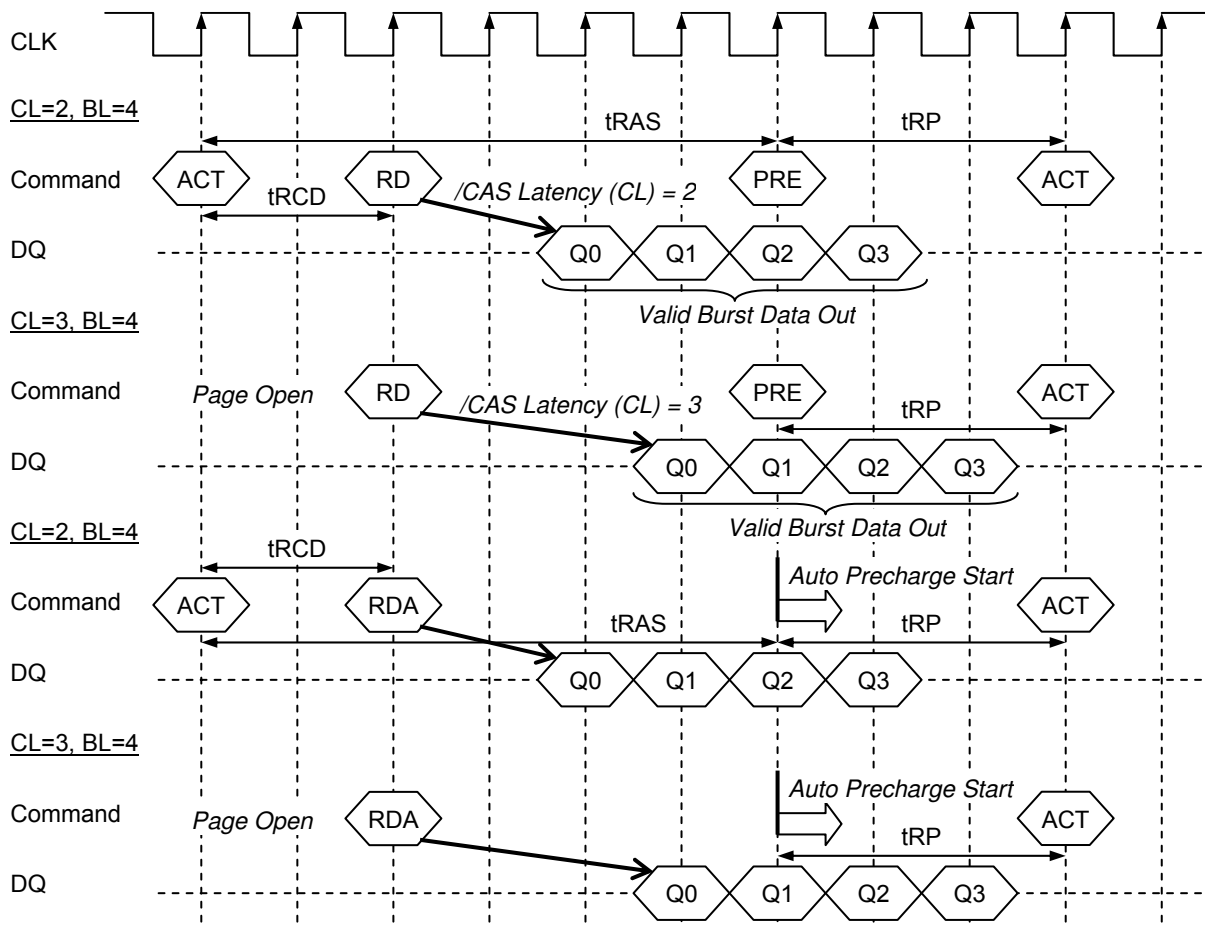 CLK
CL=2, BL=4
tRAS tRP
Command ACT RD /CAS Latency (CL) = 2 PRE ACT
tRCD
DQ Q0 Q1 Q2 Q3
Valid Burst Data Out
CL=3, BL=4
Command Page Open RD /CAS Latency (CL) = 3 PRE ACT
tRP
DQ Q0 Q1 Q2 Q3
Valid Burst Data Out
CL=2, BL=4
tRCD
Auto Precharge Start
Command ACT RDA ACT
tRAS tRP
DQ Q0 Q1 Q2 Q3
CL=3, BL=4
Auto Precharge Start
Command Page Open RDA ACT
tRP
DQ Q0 Q1 Q2 Q3